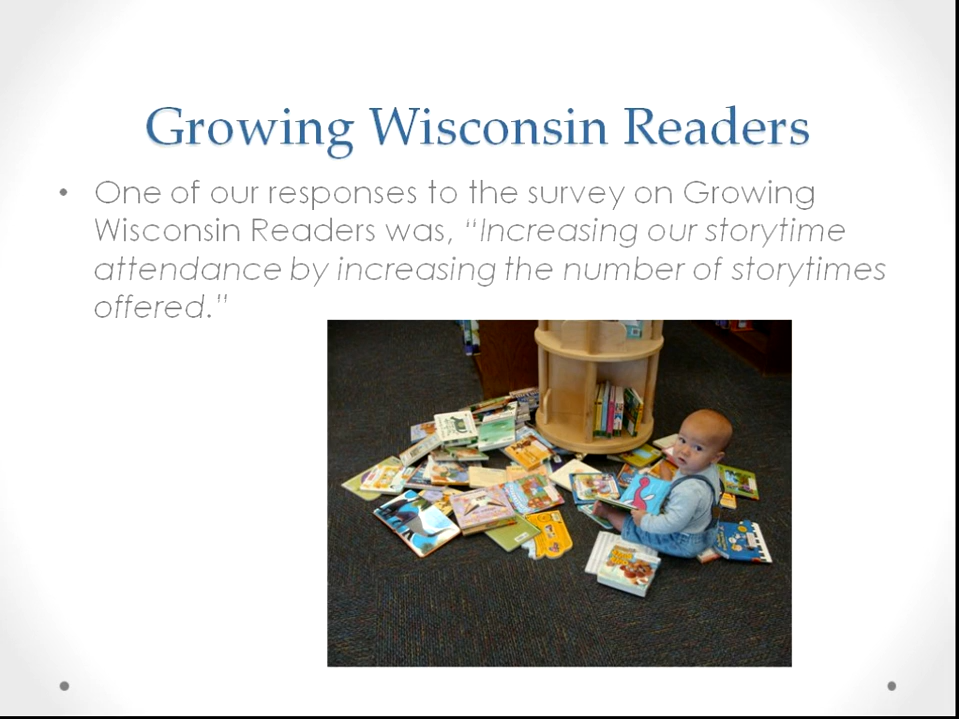 Growing Wisconsin Readers
• One of our responses to the survey on Growing
Wisconsin Readers was, “Increasing our storytime
attendance by increasing the number of storytimes
offered.”